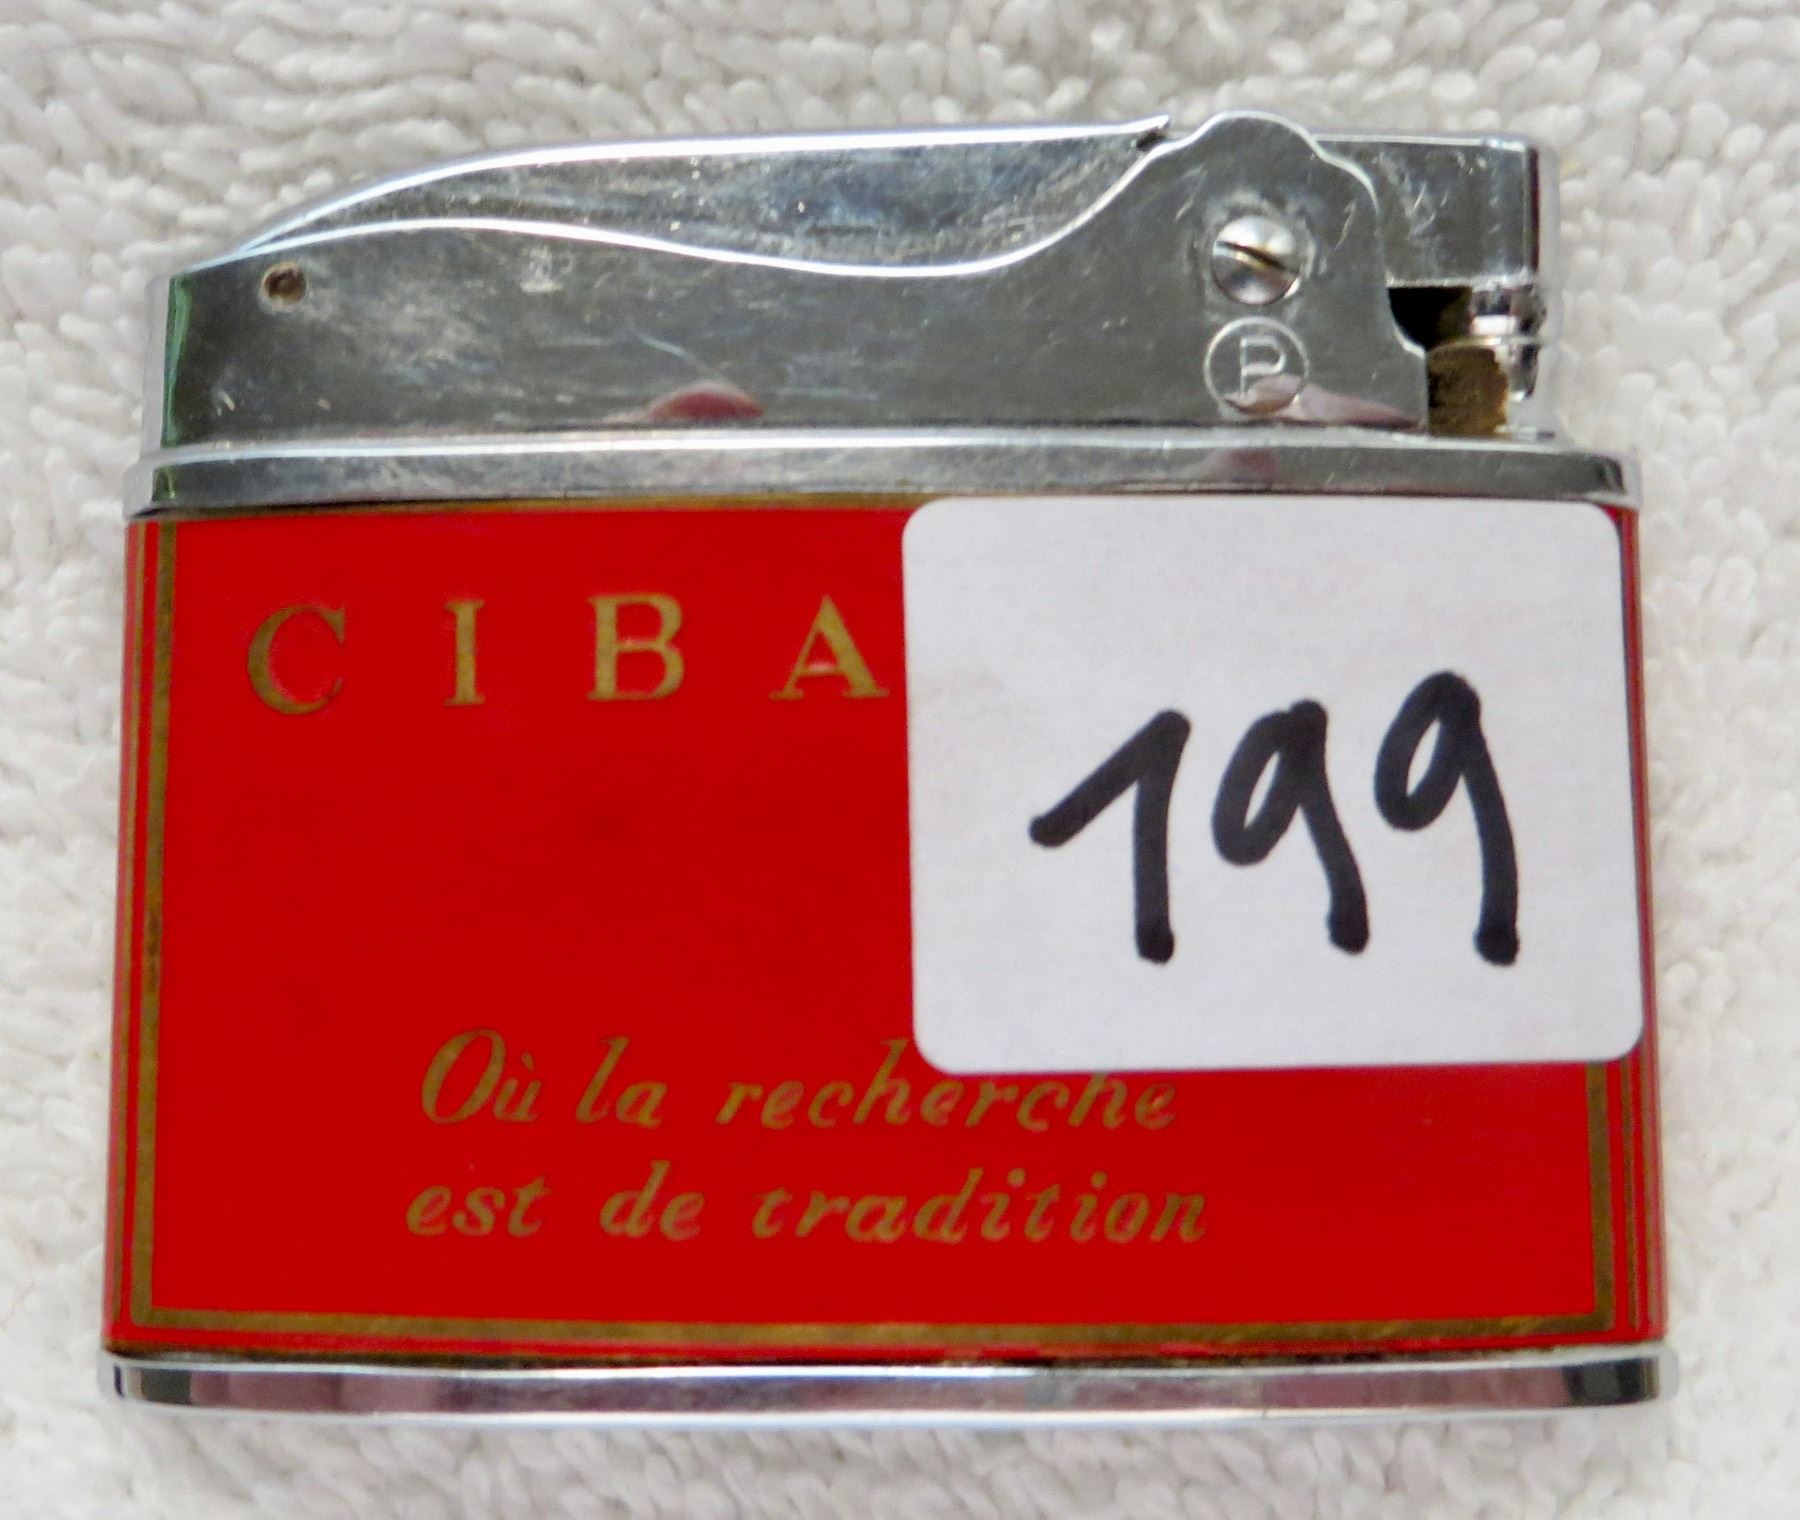 P
CIBA
199
Où la recherche
est de tradition